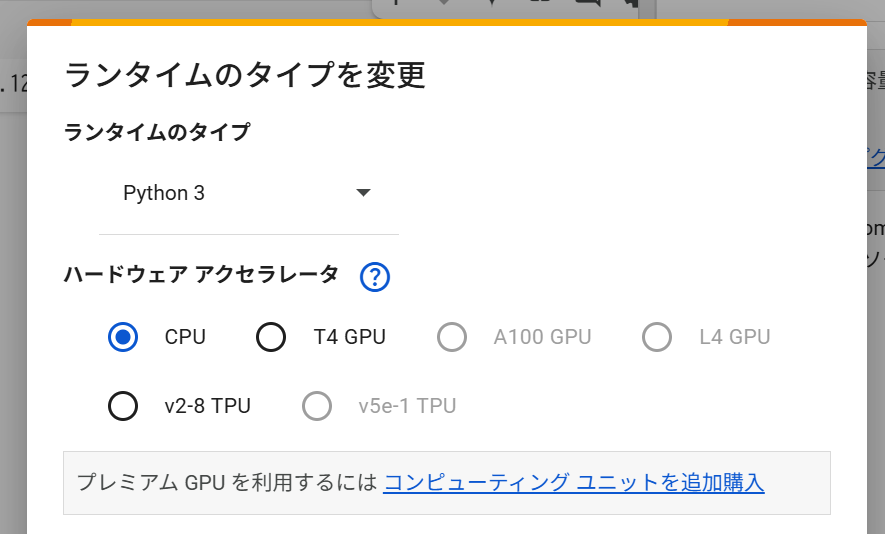 ランタイムのタイプを変更
.12
ランタイムのタイプ
Python 3
ハードウェア アクセラレータ ?
CPU T4 GPU A100 GPU L4 GPU
v2-8 TPU v5e-1 TPU
プレミアム GPU を利用するには コンピューティング ユニットを追加購入